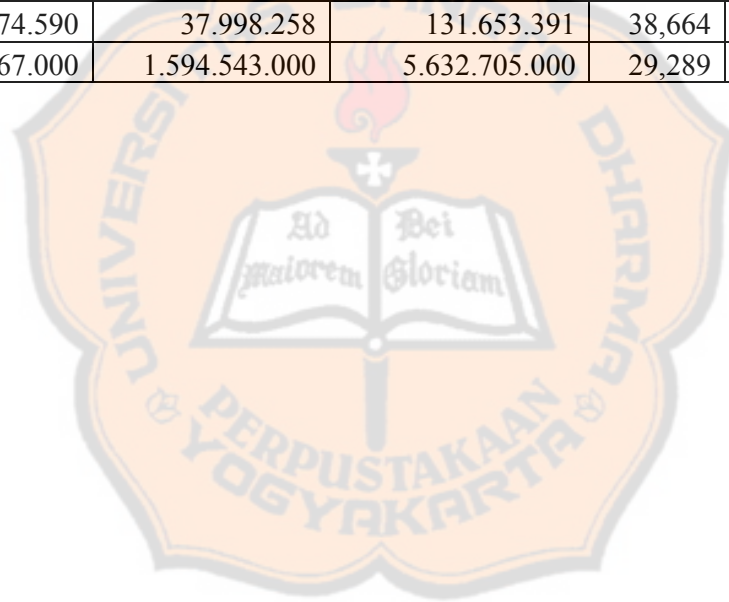 74.590 37.998.258 131.653.391 38,664
67.000 1.594.543.000 5.632.705.000 29,289
UNIVERSITAS SANATA DHARMA
Ad Dei
Maiorem Gloriam
PERPUSTAKAAN
YOGYAKARTA